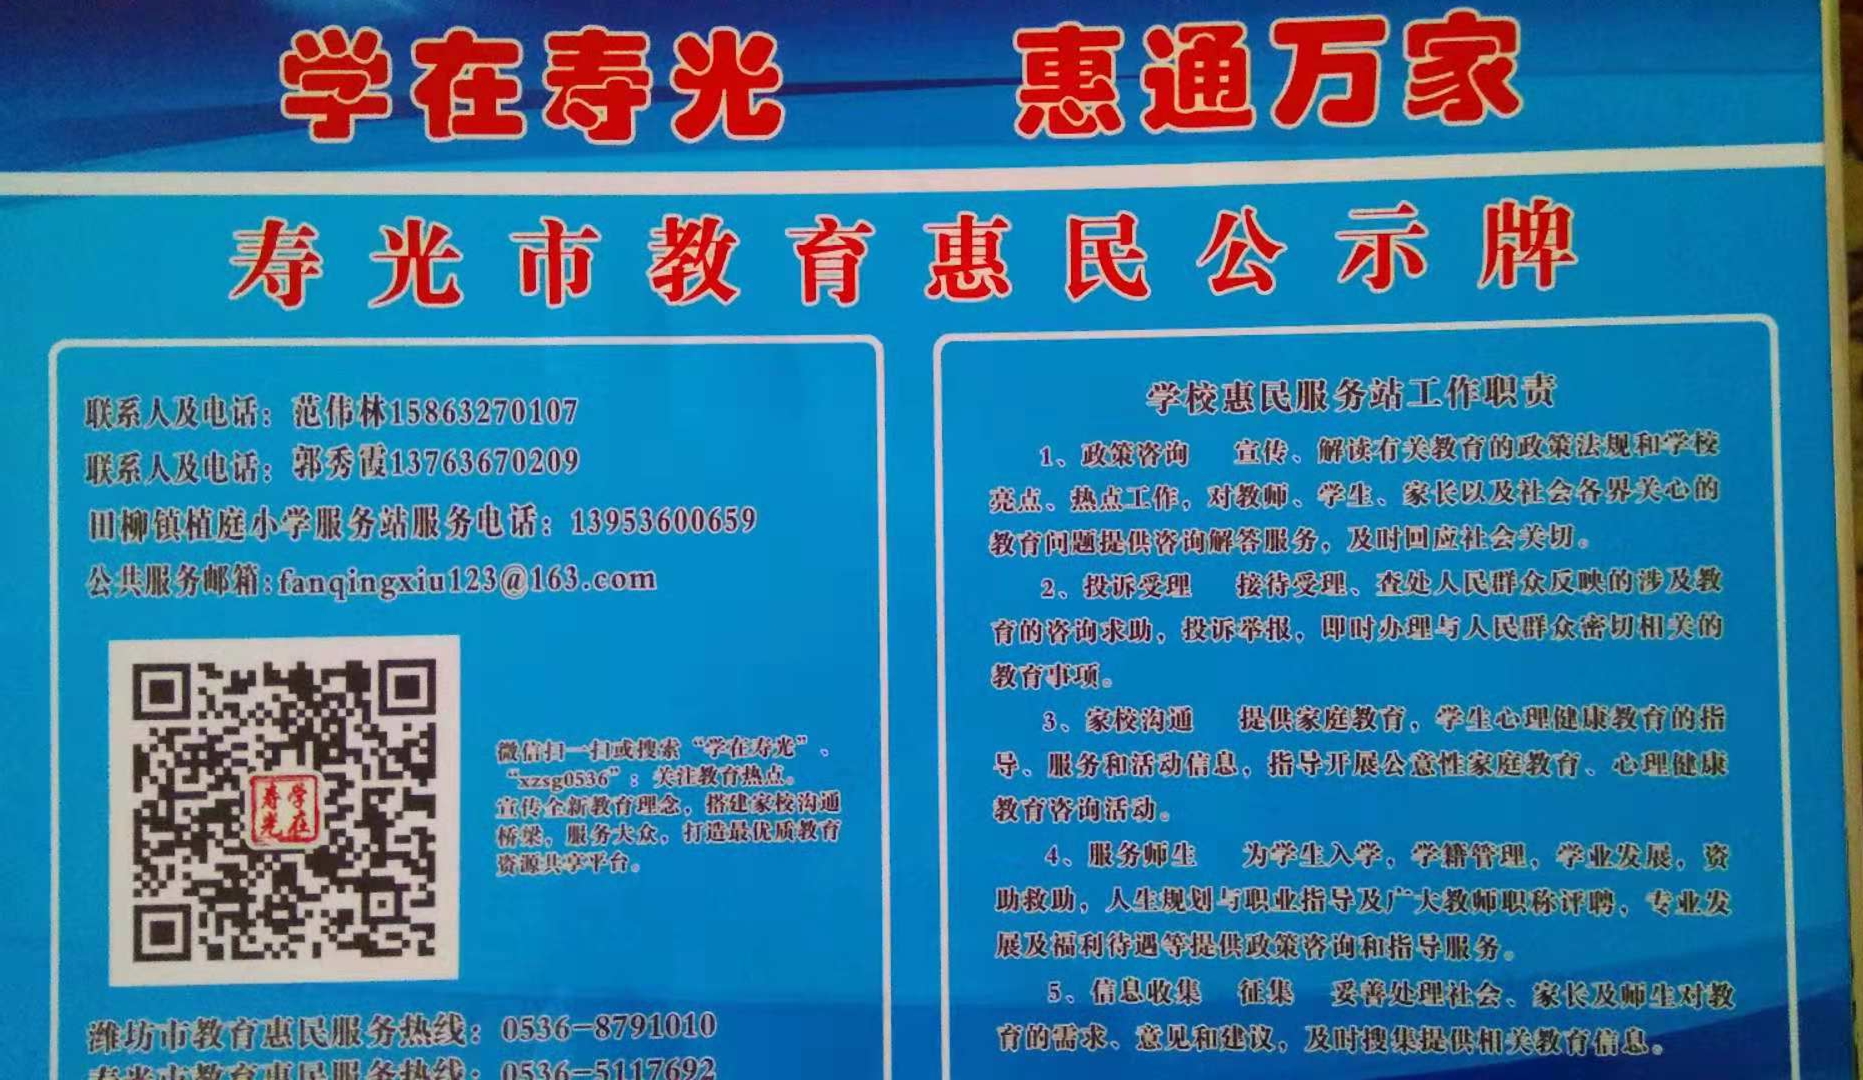 学在寿光 惠通万家
寿光市教育惠民公示牌
联系人及电话：范伟林15863270107
联系人及电话：郭秀霞13763670209
田柳镇植庭小学服务站服务电话：13953600659
公共服务邮箱:fanqingxiu123@163.com
学在
寿光
微信扫一扫或搜索“学在寿光”、
“xzsg0536”：关注教育热点。
宣传全新教育理念，搭建家校沟通
桥梁，服务大众，打造最优质教育
资源共享平台。
潍坊市教育惠民服务热线：0536-8791010
寿光市教育惠民服务热线：0536-5117692
学校惠民服务站工作职责
1、政策咨询 宣传、解读有关教育的政策法规和学校
亮点、热点工作，对教师、学生、家长以及社会各界关心的
教育问题提供咨询解答服务，及时回应社会关切。
2、投诉受理 接待受理、查处人民群众反映的涉及教
育的咨询求助，投诉举报，即时办理与人民群众密切相关的
教育事项。
3、家校沟通 提供家庭教育，学生心理健康教育的指
导、服务和活动信息，指导开展公意性家庭教育、心理健康
教育咨询活动。
4、服务师生 为学生入学，学籍管理，学业发展，资
助救助，人生规划与职业指导及广大教师职称评聘，专业发
展及福利待遇等提供政策咨询和指导服务。
5、信息收集 征集 妥善处理社会、家长及师生对教
育的需求、意见和建议，及时搜集提供相关教育信息。